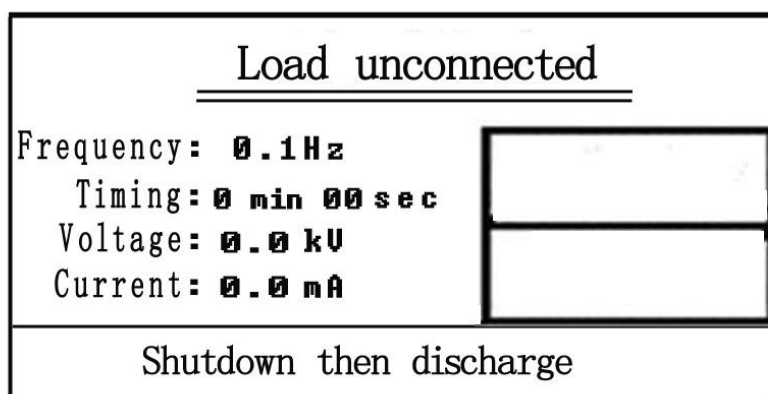 Load unconnected
Frequency: 0.1Hz
Timing: 0 min 00 sec
Voltage: 0.0 kV
Current: 0.0 mA
Shutdown then discharge